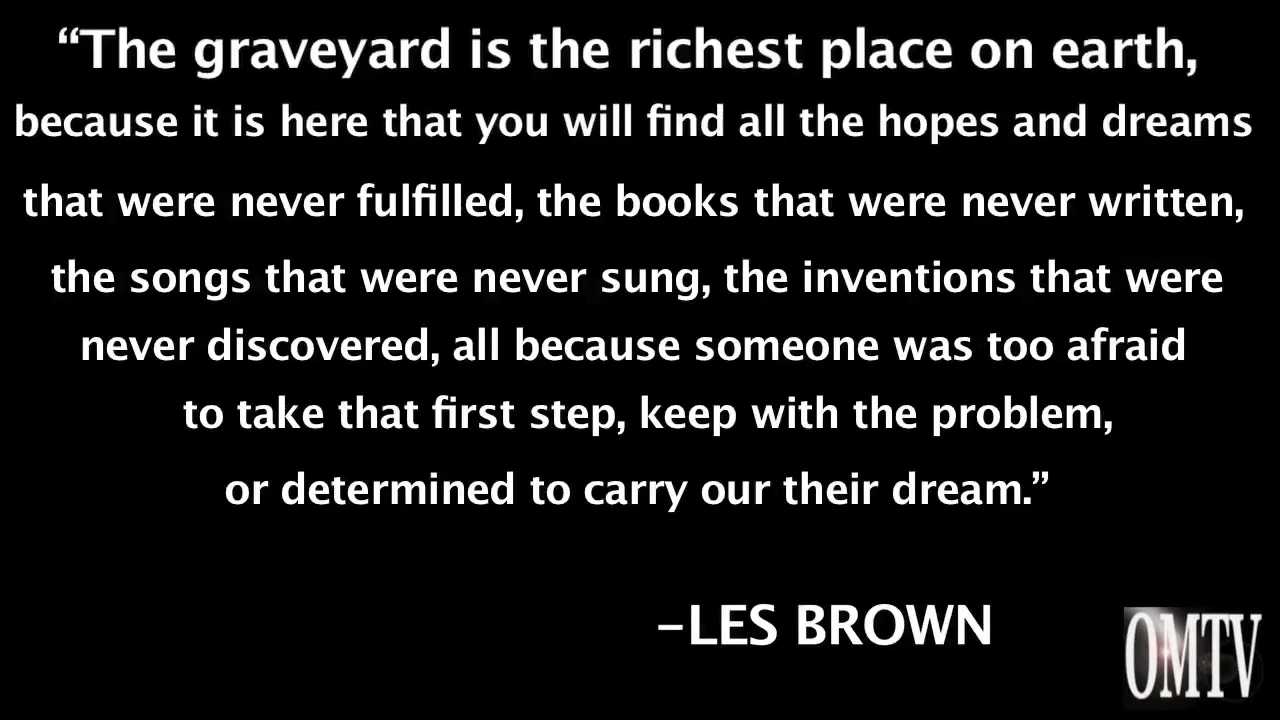 “The graveyard is the richest place on earth,
because it is here that you will find all the hopes and dreams
that were never fulfilled, the books that were never written,
the songs that were never sung, the inventions that were
never discovered, all because someone was too afraid
to take that first step, keep with the problem,
or determined to carry our their dream.”
–LES BROWN
OMTV